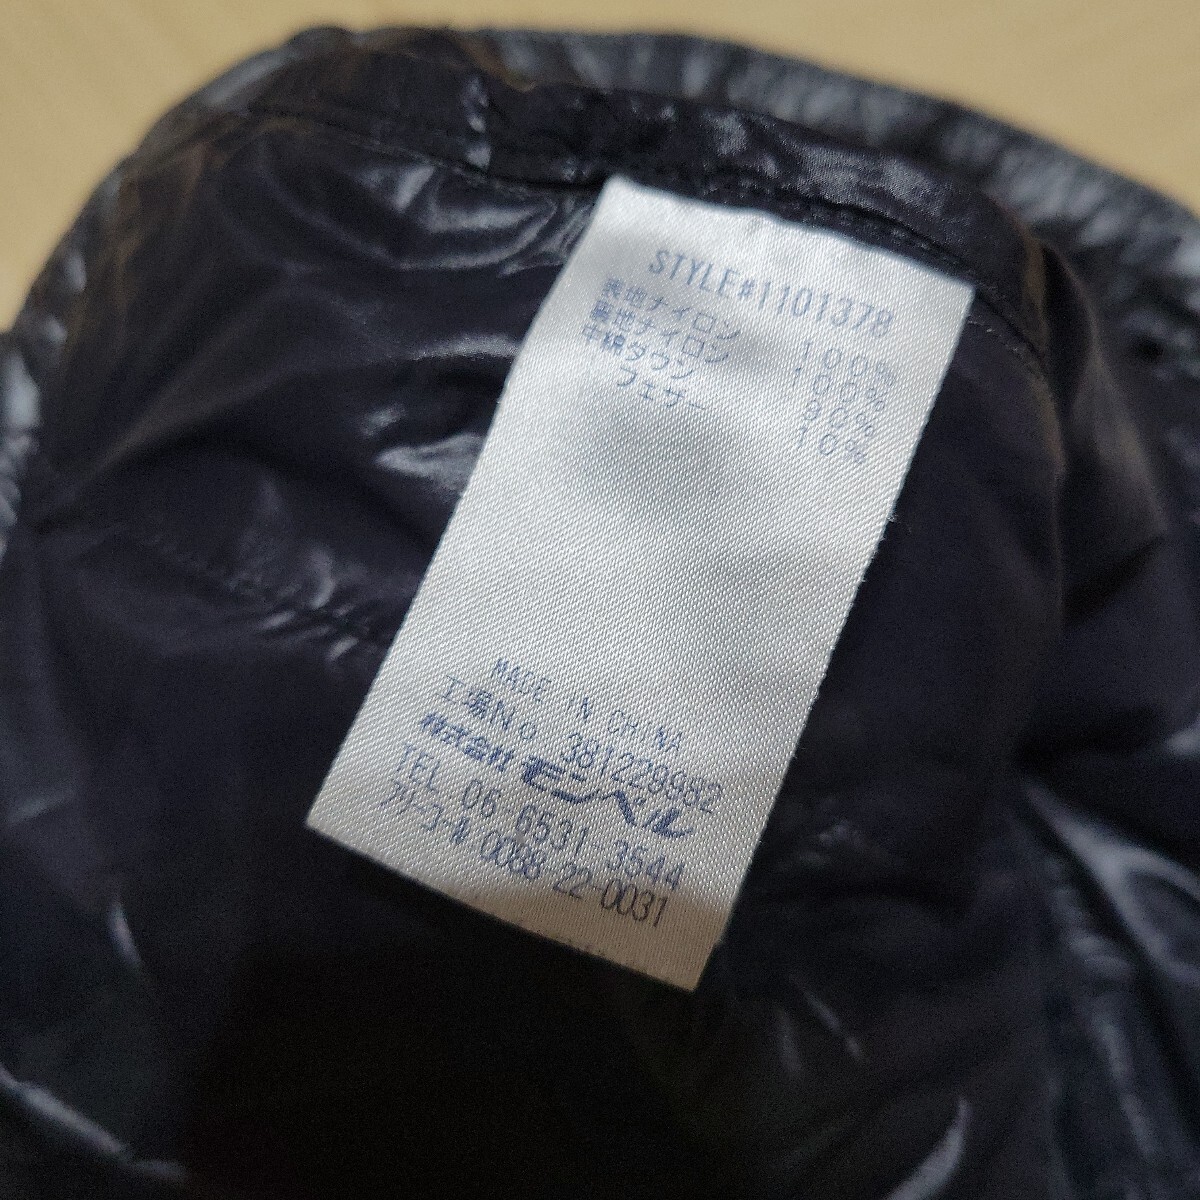 STYLE#1101378
表地ナイロン 100%
裏地ナイロン 100%
中綿ダウン 90%
フェザー 10%
MADE IN CHINA
工場No 381229982
株式会社 モンベル
TEL 06 6531-3544
フリーコール 0088 22-0031